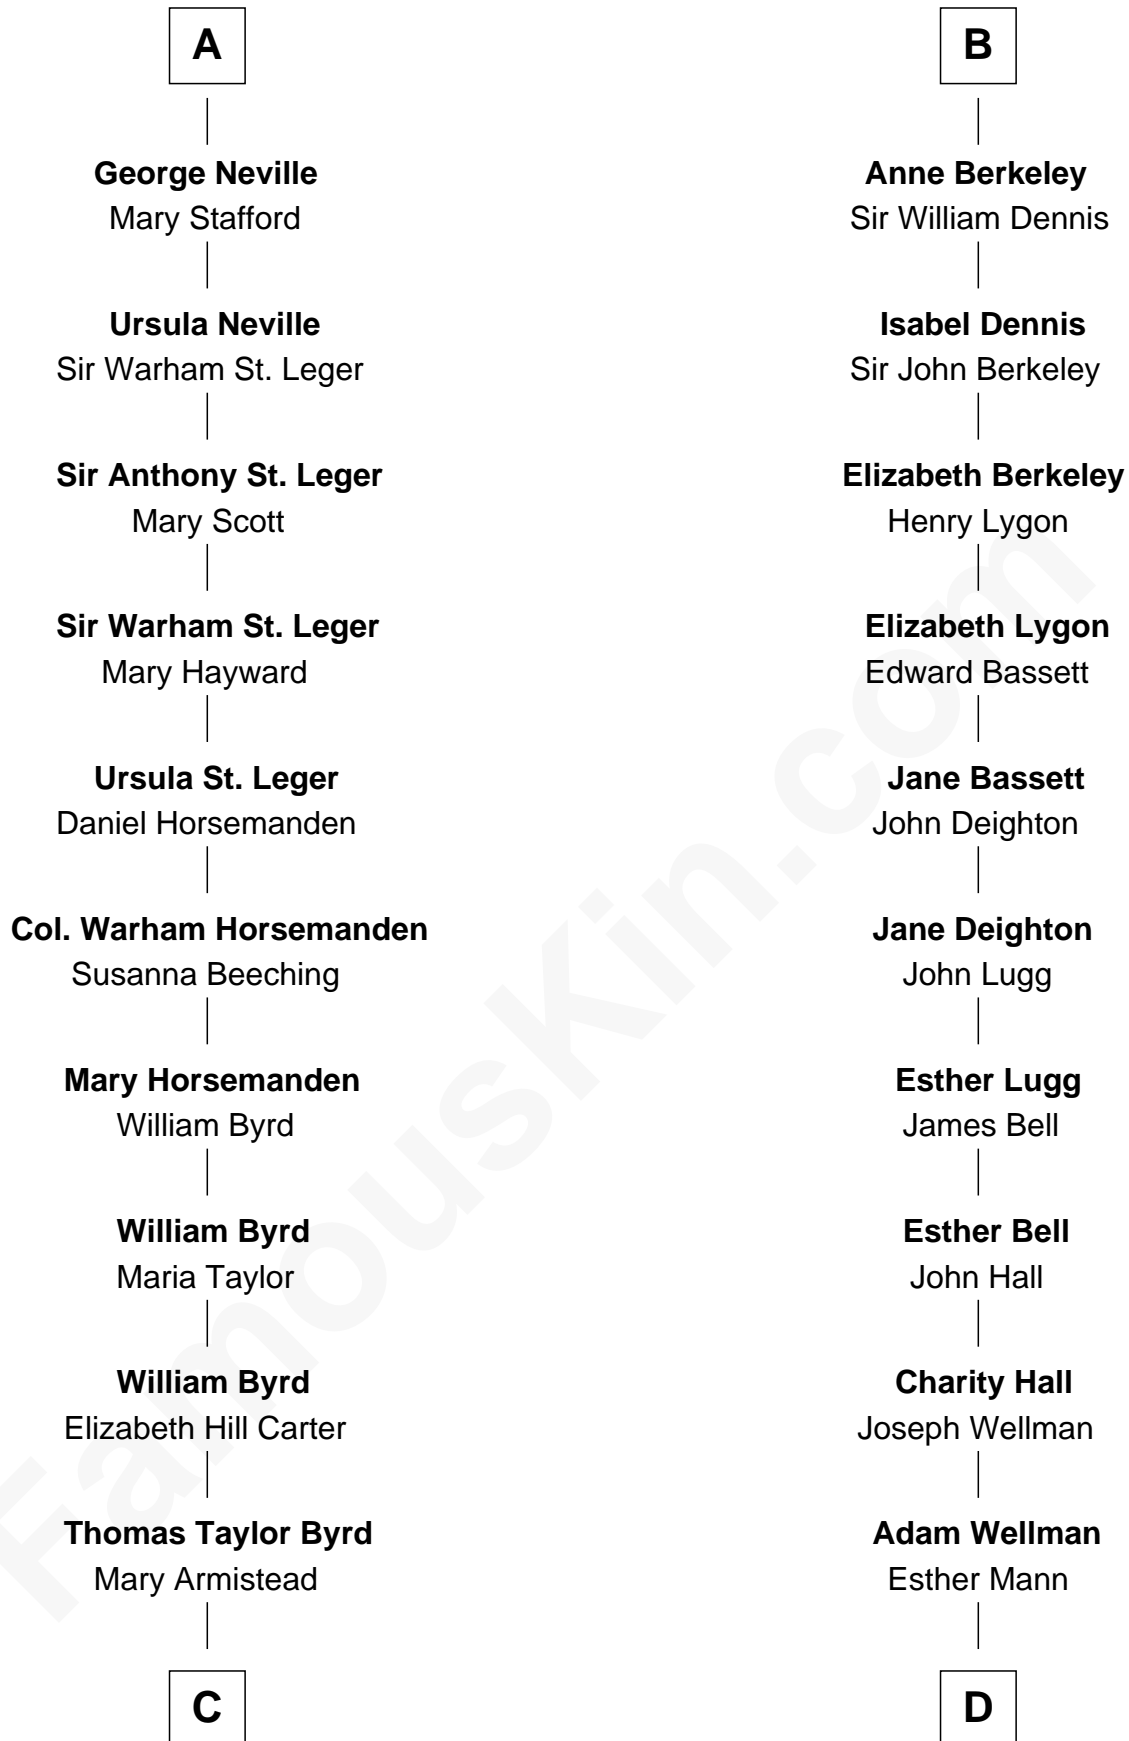 A
George Neville
Mary Stafford
Ursula Neville
Sir Warham St. Leger
Sir Anthony St. Leger
Mary Scott
Sir Warham St. Leger
Mary Hayward
Ursula St. Leger
Daniel Horsemanden
Col. Warham Horsemanden
Susanna Beeching
Mary Horsemanden
William Byrd
William Byrd
Maria Taylor
William Byrd
Elizabeth Hill Carter
Thomas Taylor Byrd
Mary Armistead
C
B
Anne Berkeley
Sir William Dennis
Isabel Dennis
Sir John Berkeley
Elizabeth Berkeley
Henry Lygon
Elizabeth Lygon
Edward Bassett
Jane Bassett
John Deighton
Jane Deighton
John Lugg
Esther Lugg
James Bell
Esther Bell
John Hall
Charity Hall
Joseph Wellman
Adam Wellman
Esther Mann
D
FamousKin.com